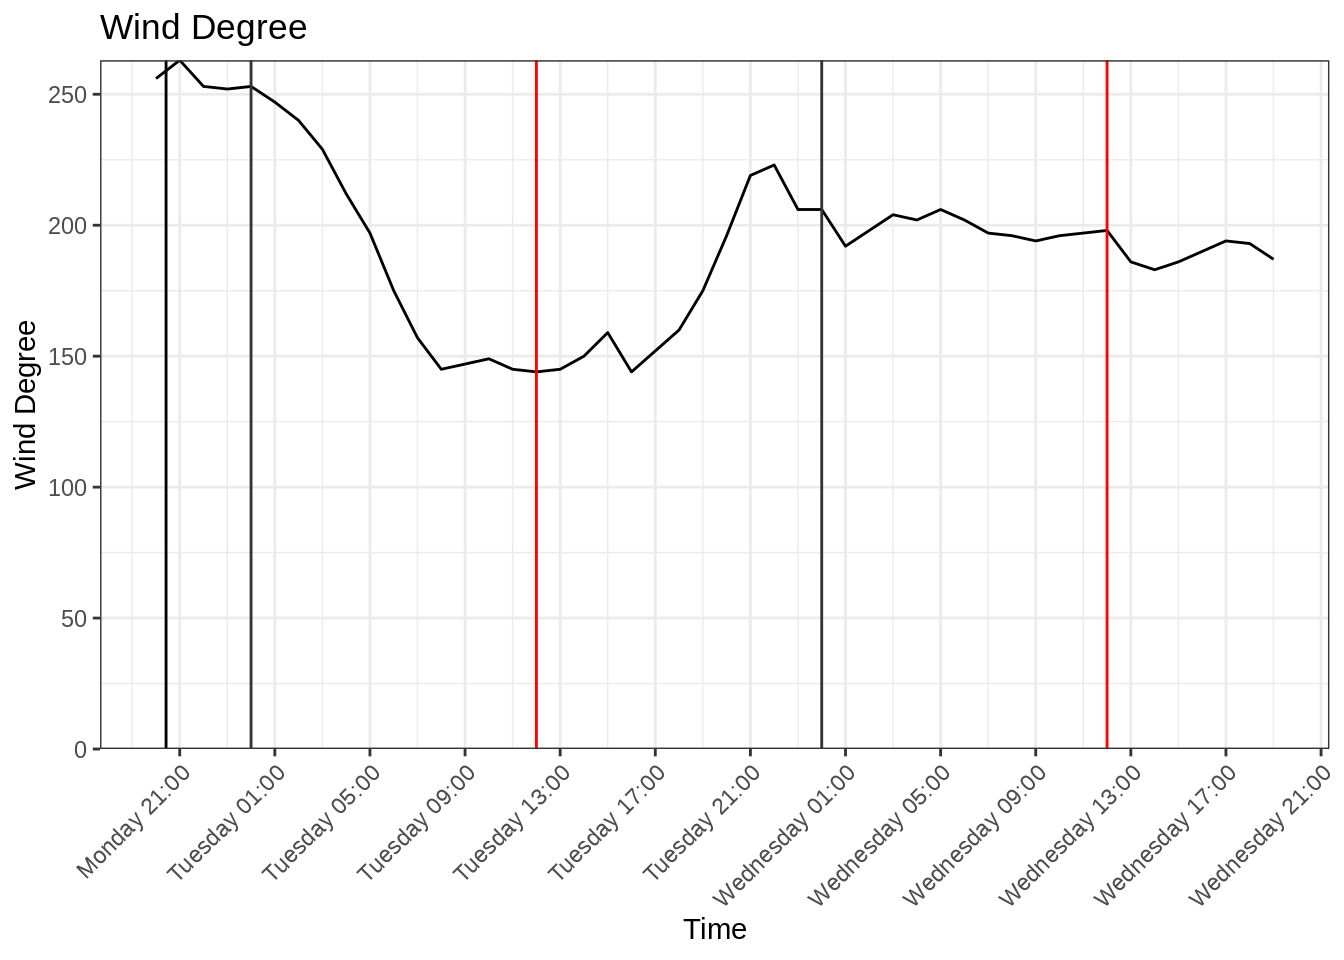 Wind Degree
Wind Degree
250
200
150
100
50
0
Monday 21:00
Tuesday 01:00
Tuesday 05:00
Tuesday 09:00
Tuesday 13:00
Tuesday 17:00
Tuesday 21:00
Wednesday 01:00
Wednesday 05:00
Wednesday 09:00
Wednesday 13:00
Wednesday 17:00
Wednesday 21:00
Time